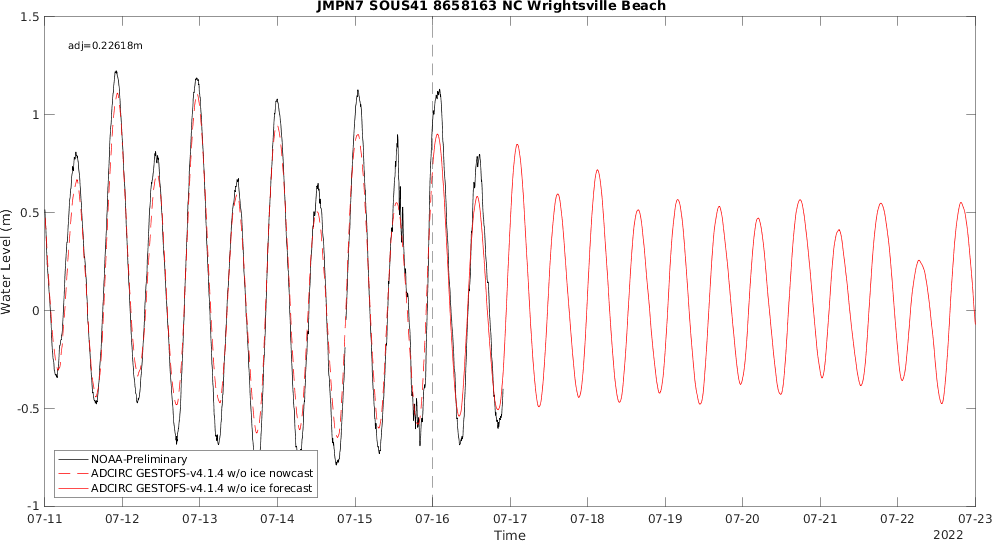 JMPN7 SOUS41 8658163 NC Wrightsville Beach
adj=0.22618m
1.5
1
0.5
0
-0.5
-1
Water Level (m)
NOAA-Preliminary
ADCIRC GESTOFS-v4.1.4 w/o ice nowcast
ADCIRC GESTOFS-v4.1.4 w/o ice forecast
07-11 07-12 07-13 07-14 07-15 07-16 07-17 07-18 07-19 07-20 07-21 07-22 07-23
Time
2022